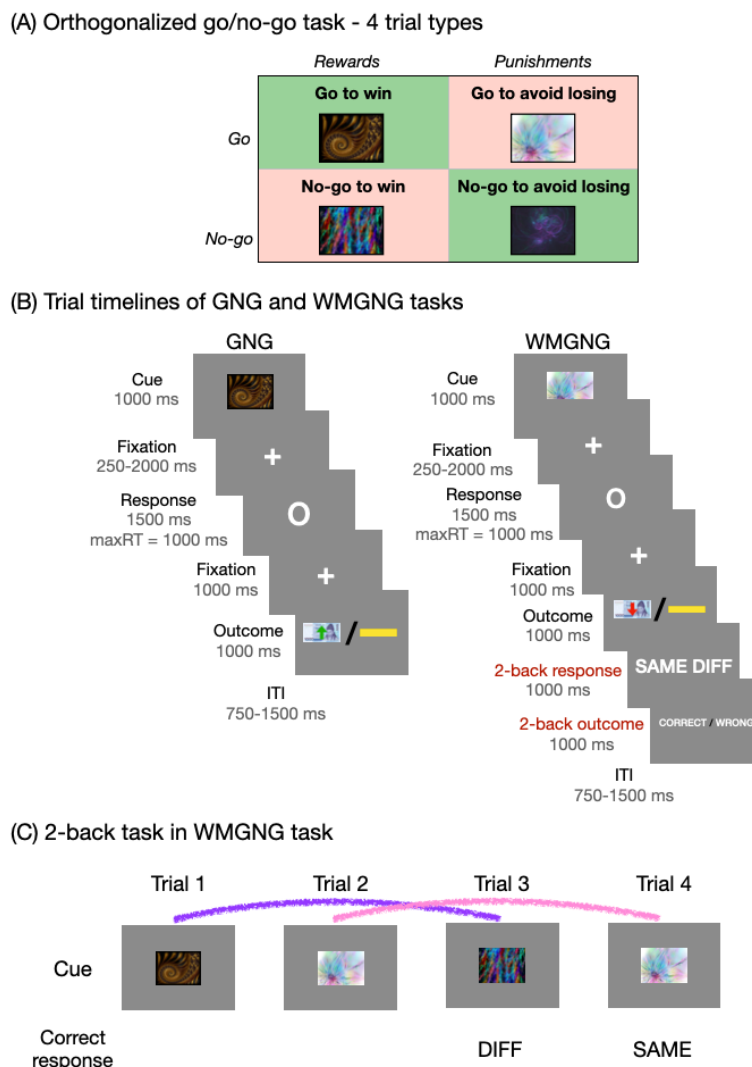 (A) Orthogonalized go/no-go task - 4 trial types
Rewards Punishments
Go to win Go to avoid losing
Go
No-go to win No-go to avoid losing
No-go
(B) Trial timelines of GNG and WMGNG tasks
GNG
Cue
1000 ms
Fixation
250-2000 ms
+
Response
1500 ms
maxRT = 1000 ms
O
Fixation
1000 ms
+
Outcome
1000 ms
/
ITI
750-1500 ms
WMGNG
Cue
1000 ms
Fixation
250-2000 ms
+
Response
1500 ms
maxRT = 1000 ms
O
Fixation
1000 ms
+
Outcome
1000 ms
/
2-back response
1000 ms
SAME DIFF
2-back outcome
1000 ms
CORRECT / WRONG
ITI
750-1500 ms
(C) 2-back task in WMGNG task
Trial 1 Trial 2 Trial 3 Trial 4
Cue
Correct
response
DIFF SAME